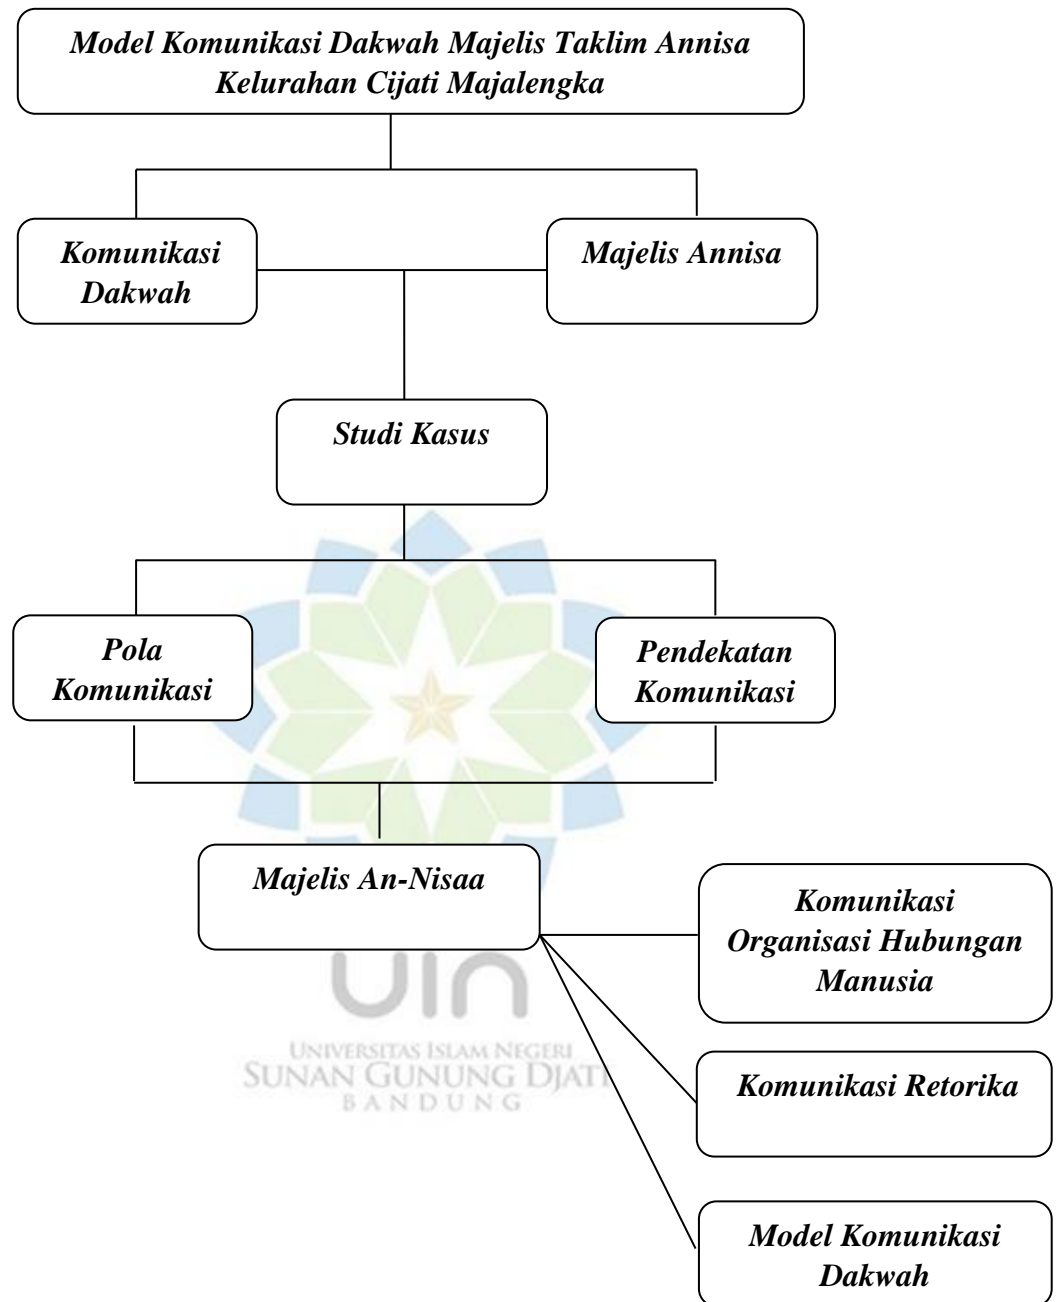 Model Komunikasi Dakwah Majelis Taklim Annisa
Kelurahan Cijati Majalengka
Komunikasi
Dakwah
Majelis Annisa
Studi Kasus
Pola
Komunikasi
Pendekatan
Komunikasi
Majelis An-Nisaa
Komunikasi
Organisasi Hubungan
Manusia
uin
UNIVERSITAS ISLAM NEGERI
SUNAN GUNUNG DJATI
BANDUNG
Komunikasi Retorika
Model Komunikasi
Dakwah